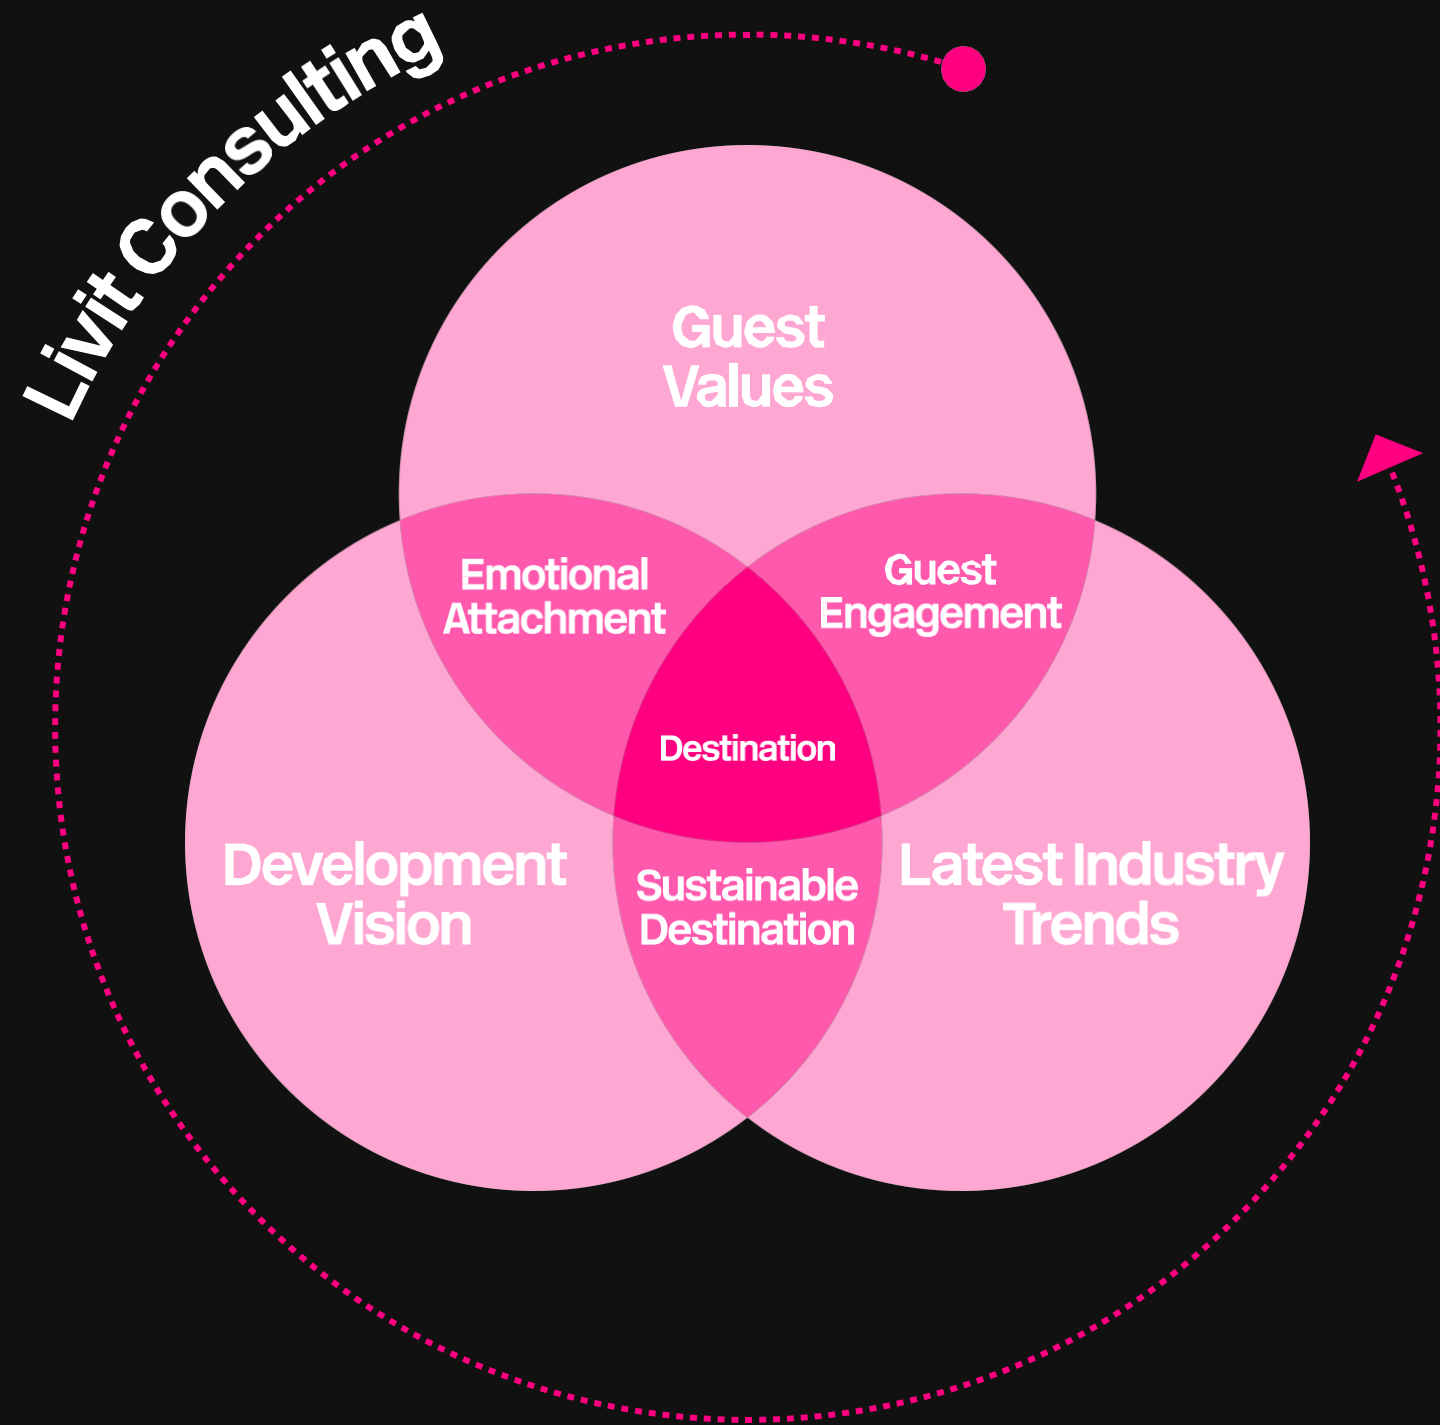 Livit Consulting
Guest
Values
Emotional
Attachment
Guest
Engagement
Destination
Development
Vision
Sustainable
Destination
Latest Industry
Trends